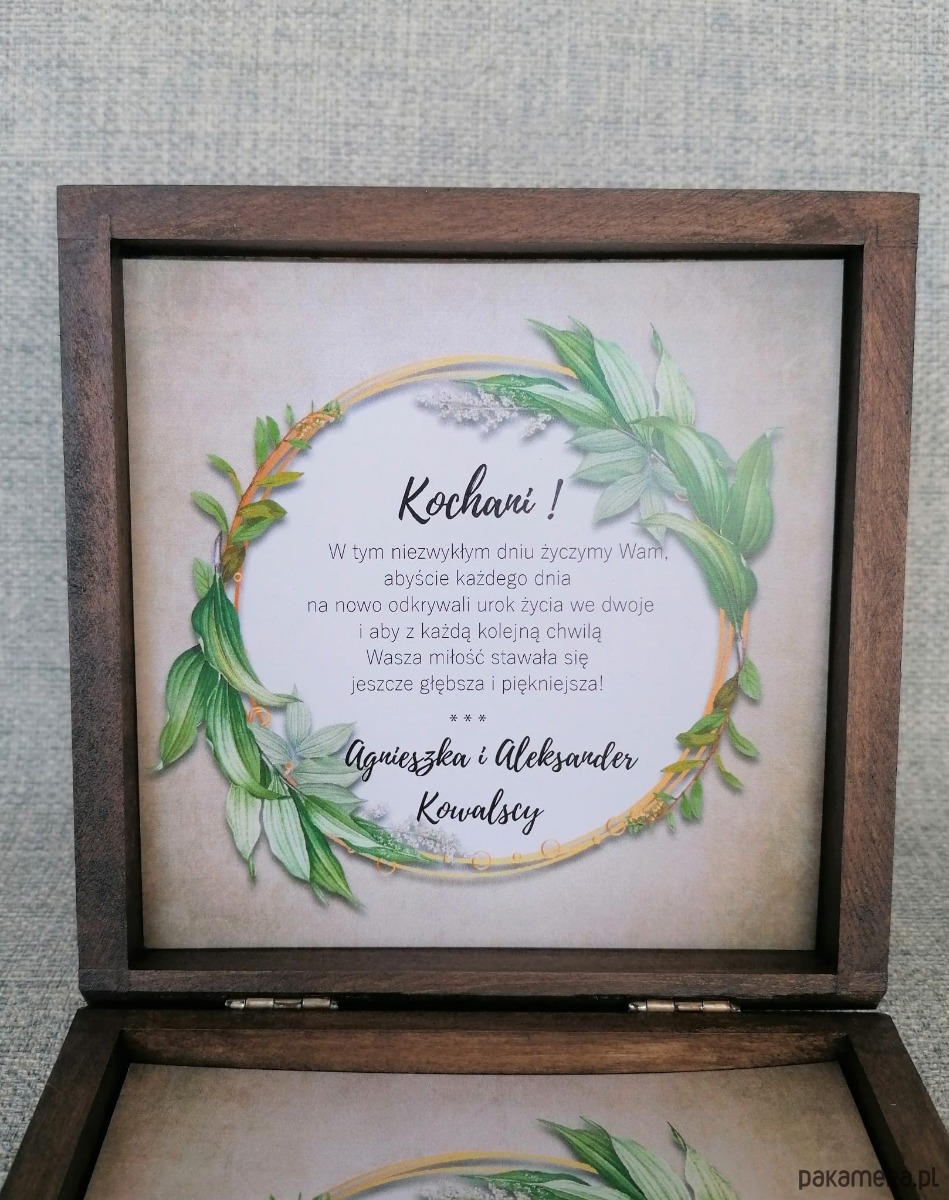 Kochani !
W tym niezwykłym dniu życzymy Wam,
abyście każdego dnia
na nowo odkrywali urok życia we dwoje
i aby z każdą kolejną chwilą
Wasza miłość stawała się
jeszcze głębsza i piękniejsza!
***
Agnieszka i Aleksander
Kowalscy
pakamera.pl